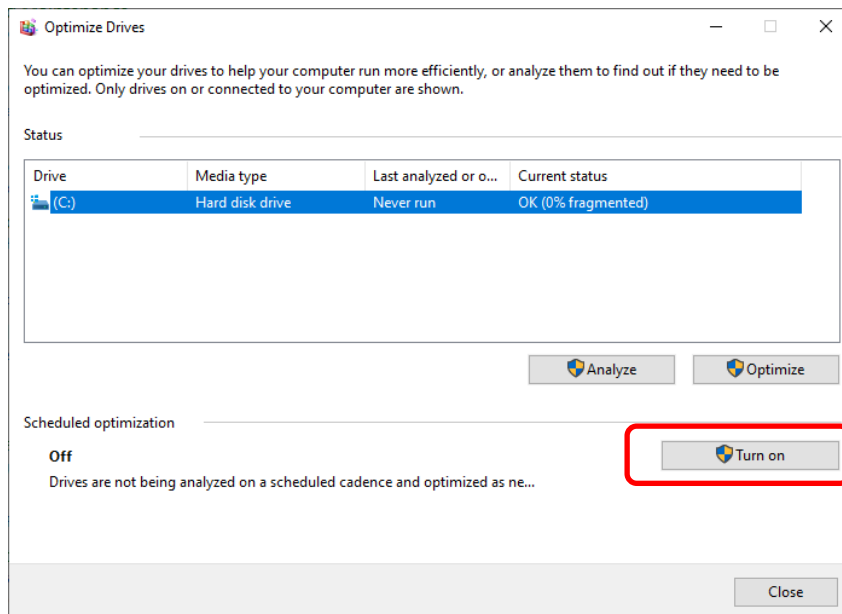 Optimize Drives
You can optimize your drives to help your computer run more efficiently, or analyze them to find out if they need to be
optimized. Only drives on or connected to your computer are shown.
Status
Drive Media type Last analyzed or o... Current status
(C:) Hard disk drive Never run OK (0% fragmented)
Analyze Optimize
Scheduled optimization
Off
Turn on
Drives are not being analyzed on a scheduled cadence and optimized as ne...
Close